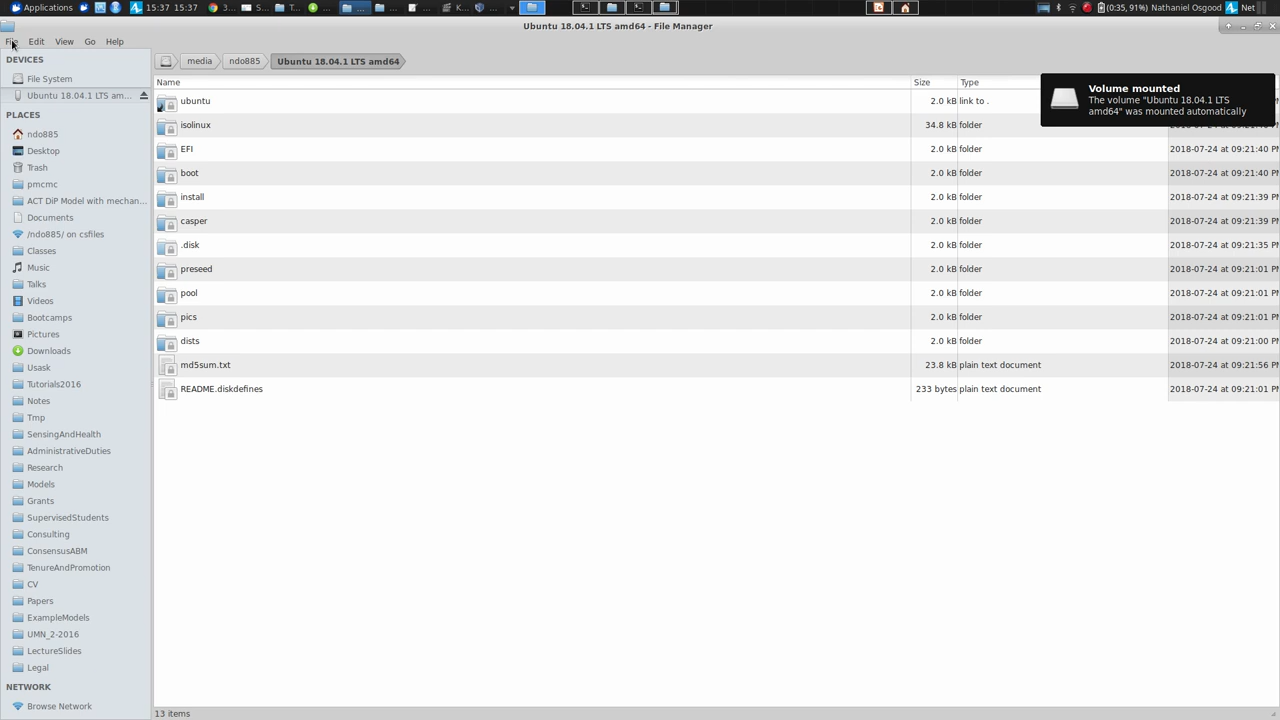 Applications 15:37 15:37 3:... S... T... ... ... ... ... K... ... ... (0:35, 91%) Nathaniel Osgood Net
Ubuntu 18.04.1 LTS amd64 - File Manager
File Edit View Go Help
DEVICES
File System
Ubuntu 18.04.1 LTS am...
PLACES
ndo885
Desktop
Trash
pmcmc
ACT DiP Model with mechan...
Documents
/ndo885/ on csfiles
Classes
Music
Talks
Videos
Bootcamps
Pictures
Downloads
Usask
Tutorials2016
Notes
Tmp
SensingAndHealth
AdministrativeDuties
Research
Models
Grants
SupervisedStudents
Consulting
ConsensusABM
TenureAndPromotion
CV
Papers
ExampleModels
UMN_2-2016
LectureSlides
Legal
NETWORK
Browse Network
media ndo885 Ubuntu 18.04.1 LTS amd64
Name Size Type
ubuntu 2.0 kB link to .
isolinux 34.8 kB folder 2018-07-24 at 09:21:40 PM
EFI 2.0 kB folder 2018-07-24 at 09:21:40 PM
boot 2.0 kB folder 2018-07-24 at 09:21:40 PM
install 2.0 kB folder 2018-07-24 at 09:21:39 PM
casper 2.0 kB folder 2018-07-24 at 09:21:39 PM
.disk 2.0 kB folder 2018-07-24 at 09:21:35 PM
preseed 2.0 kB folder 2018-07-24 at 09:21:01 PM
pool 2.0 kB folder 2018-07-24 at 09:21:01 PM
pics 2.0 kB folder 2018-07-24 at 09:21:01 PM
dists 2.0 kB folder 2018-07-24 at 09:21:00 PM
md5sum.txt 23.8 kB plain text document 2018-07-24 at 09:21:56 PM
README.diskdefines 233 bytes plain text document 2018-07-24 at 09:21:01 PM
Volume mounted
The volume "Ubuntu 18.04.1 LTS
amd64" was mounted automatically
13 items